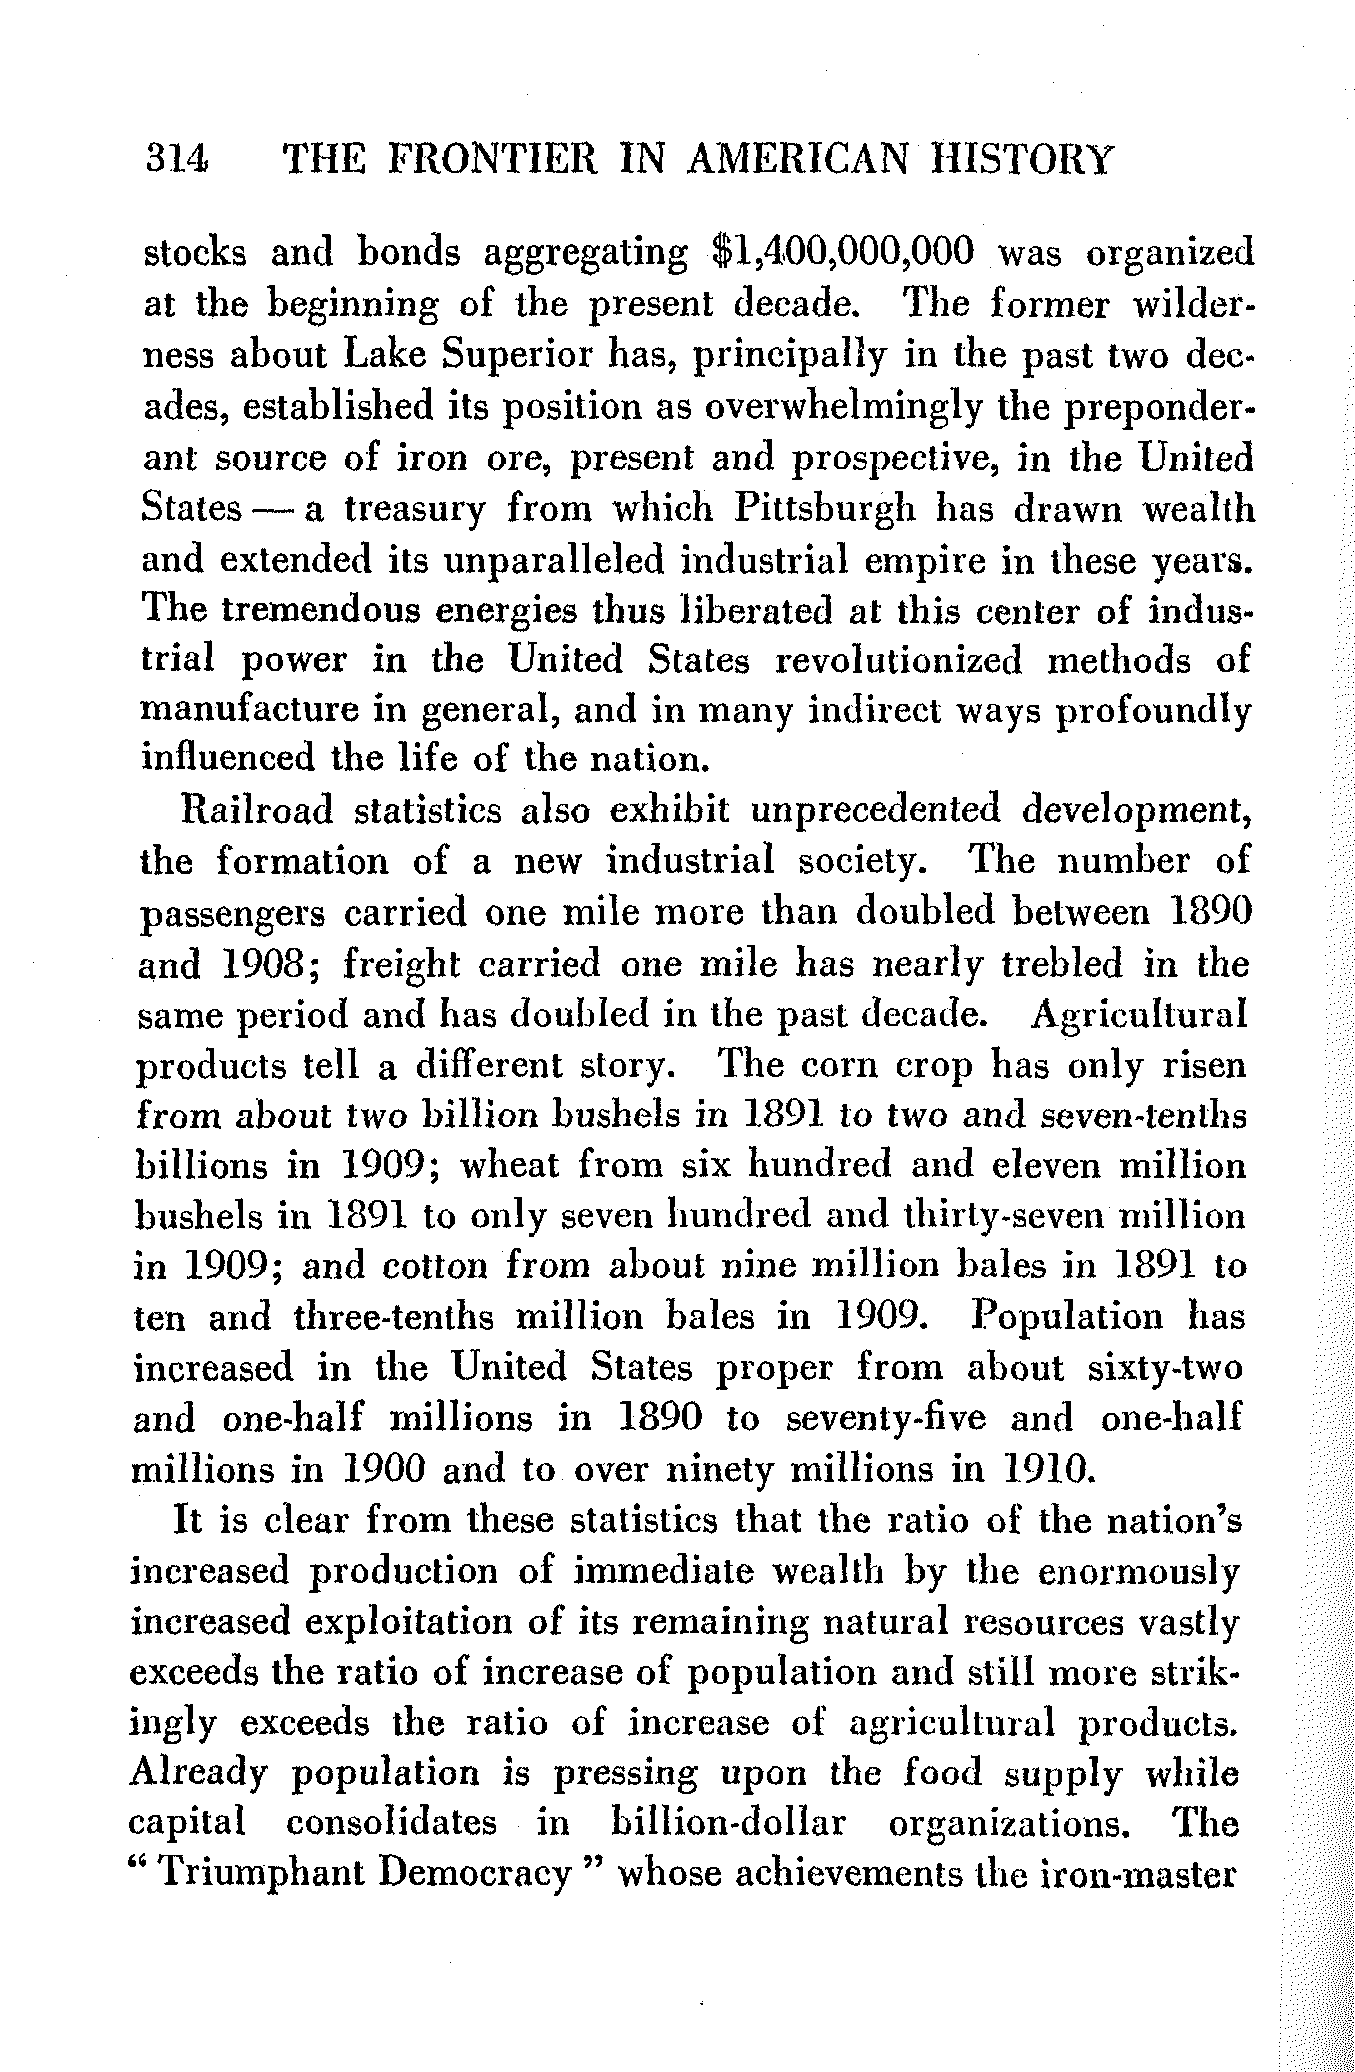 314 THE FRONTIER IN AMERICAN HISTORY
stocks and bonds aggregating $1,400,000,000 was organized
at the beginning of the present decade. The former wilder-
ness about Lake Superior has, principally in the past two dec-
ades, established its position as overwhelmingly the preponder-
ant source of iron ore, present and prospective, in the United
States — a treasury from which Pittsburgh has drawn wealth
and extended its unparalleled industrial empire in these years.
The tremendous energies thus liberated at this center of indus-
trial power in the United States revolutionized methods of
manufacture in general, and in many indirect ways profoundly
influenced the life of the nation.
Railroad statistics also exhibit unprecedented development,
the formation of a new industrial society. The number of
passengers carried one mile more than doubled between 1890
and 1908; freight carried one mile has nearly trebled in the
same period and has doubled in the past decade. Agricultural
products tell a different story. The corn crop has only risen
from about two billion bushels in 1891 to two and seven-tenths
billions in 1909; wheat from six hundred and eleven million
bushels in 1891 to only seven hundred and thirty-seven million
in 1909; and cotton from about nine million bales in 1891 to
ten and three-tenths million bales in 1909. Population has
increased in the United States proper from about sixty-two
and one-half millions in 1890 to seventy-five and one-half
millions in 1900 and to over ninety millions in 1910.
It is clear from these statistics that the ratio of the nation's
increased production of immediate wealth by the enormously
increased exploitation of its remaining natural resources vastly
exceeds the ratio of increase of population and still more strik-
ingly exceeds the ratio of increase of agricultural products.
Already population is pressing upon the food supply while
capital consolidates in billion-dollar organizations. The
“ Triumphant Democracy ” whose achievements the iron-master